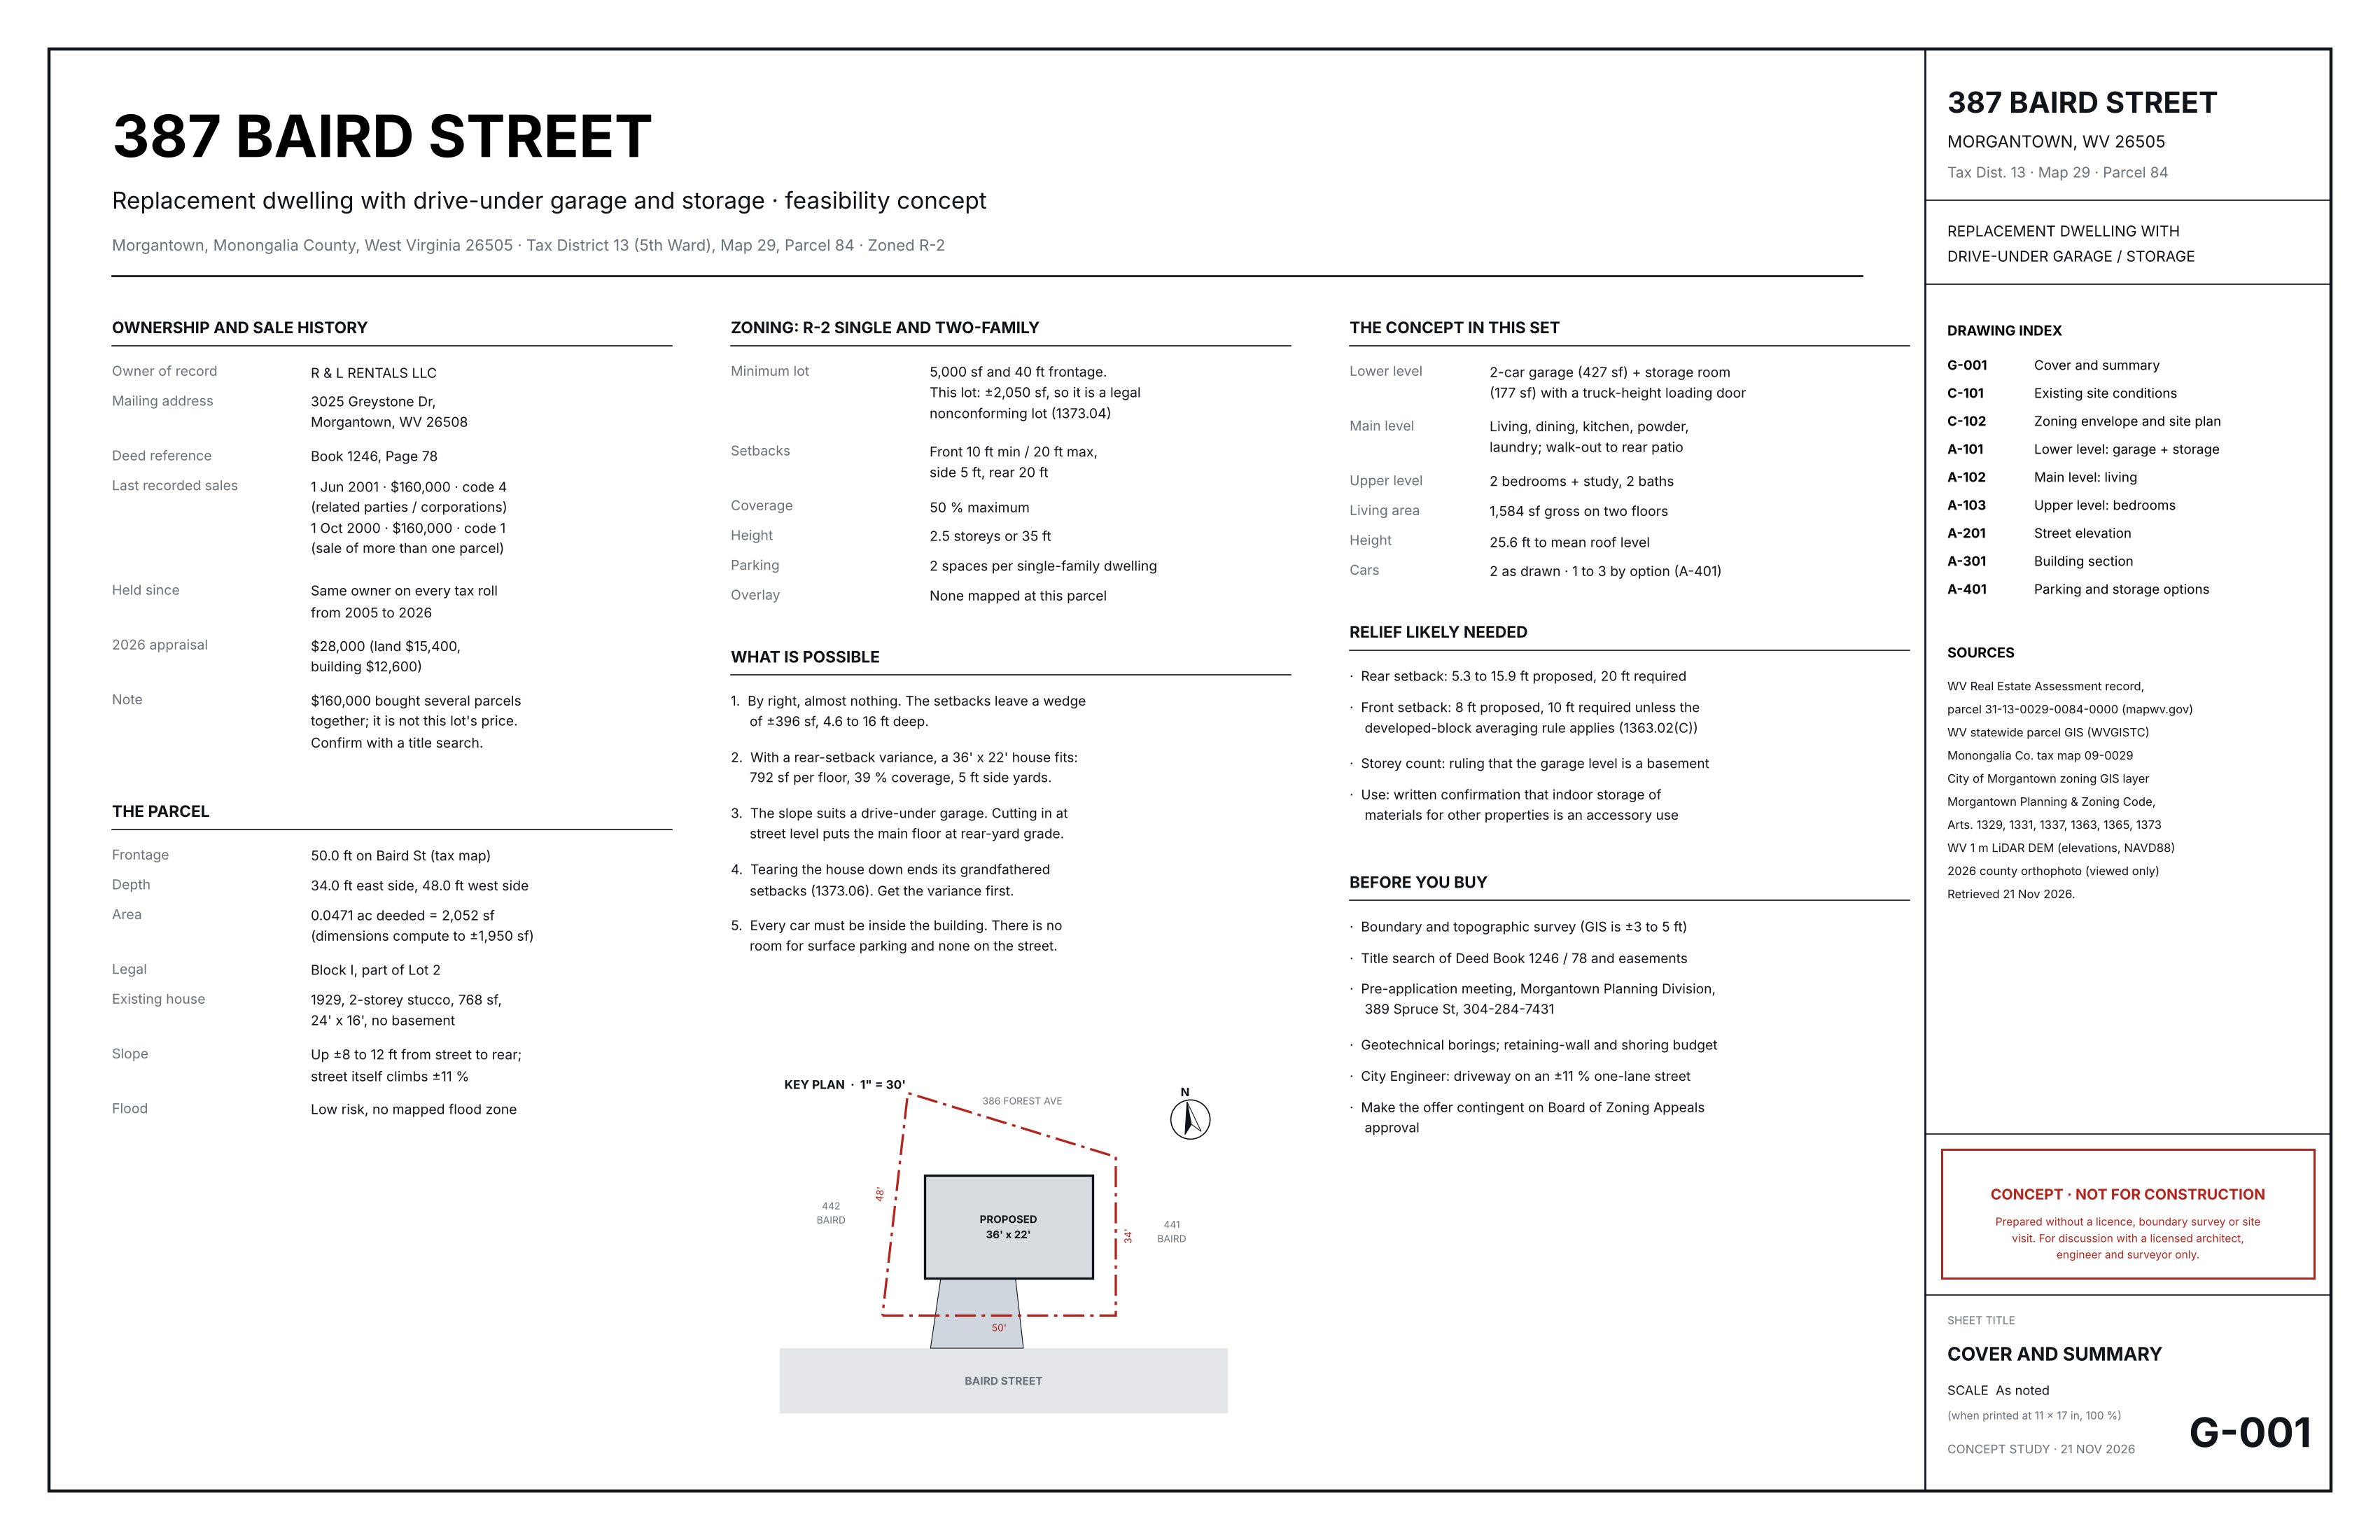 387 BAIRD STREET
Replacement dwelling with drive-under garage and storage · feasibility concept
Morgantown, Monongalia County, West Virginia 26505 · Tax District 13 (5th Ward), Map 29, Parcel 84 · Zoned R-2
OWNERSHIP AND SALE HISTORY
Owner of record R & L RENTALS LLC
Mailing address 3025 Greystone Dr,
Morgantown, WV 26508
Deed reference Book 1246, Page 78
Last recorded sales 1 Jun 2001 · $160,000 · code 4
(related parties / corporations)
1 Oct 2000 · $160,000 · code 1
(sale of more than one parcel)
Held since Same owner on every tax roll
from 2005 to 2026
2026 appraisal $28,000 (land $15,400,
building $12,600)
Note $160,000 bought several parcels
together; it is not this lot's price.
Confirm with a title search.
THE PARCEL
Frontage 50.0 ft on Baird St (tax map)
Depth 34.0 ft east side, 48.0 ft west side
Area 0.0471 ac deeded = 2,052 sf
(dimensions compute to ±1,950 sf)
Legal Block I, part of Lot 2
Existing house 1929, 2-storey stucco, 768 sf,
24' x 16', no basement
Slope Up ±8 to 12 ft from street to rear;
street itself climbs ±11 %
Flood Low risk, no mapped flood zone
ZONING: R-2 SINGLE AND TWO-FAMILY
Minimum lot 5,000 sf and 40 ft frontage.
This lot: ±2,050 sf, so it is a legal
nonconforming lot (1373.04)
Setbacks Front 10 ft min / 20 ft max,
side 5 ft, rear 20 ft
Coverage 50 % maximum
Height 2.5 storeys or 35 ft
Parking 2 spaces per single-family dwelling
Overlay None mapped at this parcel
WHAT IS POSSIBLE
1. By right, almost nothing. The setbacks leave a wedge
of ±396 sf, 4.6 to 16 ft deep.
2. With a rear-setback variance, a 36' x 22' house fits:
792 sf per floor, 39 % coverage, 5 ft side yards.
3. The slope suits a drive-under garage. Cutting in at
street level puts the main floor at rear-yard grade.
4. Tearing the house down ends its grandfathered
setbacks (1373.06). Get the variance first.
5. Every car must be inside the building. There is no
room for surface parking and none on the street.
KEY PLAN · 1" = 30'
386 FOREST AVE
N
48'
442
BAIRD
PROPOSED
36' x 22'
34'
441
BAIRD
50'
BAIRD STREET
THE CONCEPT IN THIS SET
Lower level 2-car garage (427 sf) + storage room
(177 sf) with a truck-height loading door
Main level Living, dining, kitchen, powder,
laundry; walk-out to rear patio
Upper level 2 bedrooms + study, 2 baths
Living area 1,584 sf gross on two floors
Height 25.6 ft to mean roof level
Cars 2 as drawn · 1 to 3 by option (A-401)
RELIEF LIKELY NEEDED
· Rear setback: 5.3 to 15.9 ft proposed, 20 ft required
· Front setback: 8 ft proposed, 10 ft required unless the
developed-block averaging rule applies (1363.02(C))
· Storey count: ruling that the garage level is a basement
· Use: written confirmation that indoor storage of
materials for other properties is an accessory use
BEFORE YOU BUY
· Boundary and topographic survey (GIS is ±3 to 5 ft)
· Title search of Deed Book 1246 / 78 and easements
· Pre-application meeting, Morgantown Planning Division,
389 Spruce St, 304-284-7431
· Geotechnical borings; retaining-wall and shoring budget
· City Engineer: driveway on an ±11 % one-lane street
· Make the offer contingent on Board of Zoning Appeals
approval
387 BAIRD STREET
MORGANTOWN, WV 26505
Tax Dist. 13 · Map 29 · Parcel 84
REPLACEMENT DWELLING WITH
DRIVE-UNDER GARAGE / STORAGE
DRAWING INDEX
G-001 Cover and summary
C-101 Existing site conditions
C-102 Zoning envelope and site plan
A-101 Lower level: garage + storage
A-102 Main level: living
A-103 Upper level: bedrooms
A-201 Street elevation
A-301 Building section
A-401 Parking and storage options
SOURCES
WV Real Estate Assessment record,
parcel 31-13-0029-0084-0000 (mapwv.gov)
WV statewide parcel GIS (WVGISTC)
Monongalia Co. tax map 09-0029
City of Morgantown zoning GIS layer
Morgantown Planning & Zoning Code,
Arts. 1329, 1331, 1337, 1363, 1365, 1373
WV 1 m LiDAR DEM (elevations, NAVD88)
2026 county orthophoto (viewed only)
Retrieved 21 Nov 2026.
CONCEPT · NOT FOR CONSTRUCTION
Prepared without a licence, boundary survey or site
visit. For discussion with a licensed architect,
engineer and surveyor only.
SHEET TITLE
COVER AND SUMMARY
SCALE As noted
(when printed at 11 × 17 in, 100 %)
CONCEPT STUDY · 21 NOV 2026
G-001